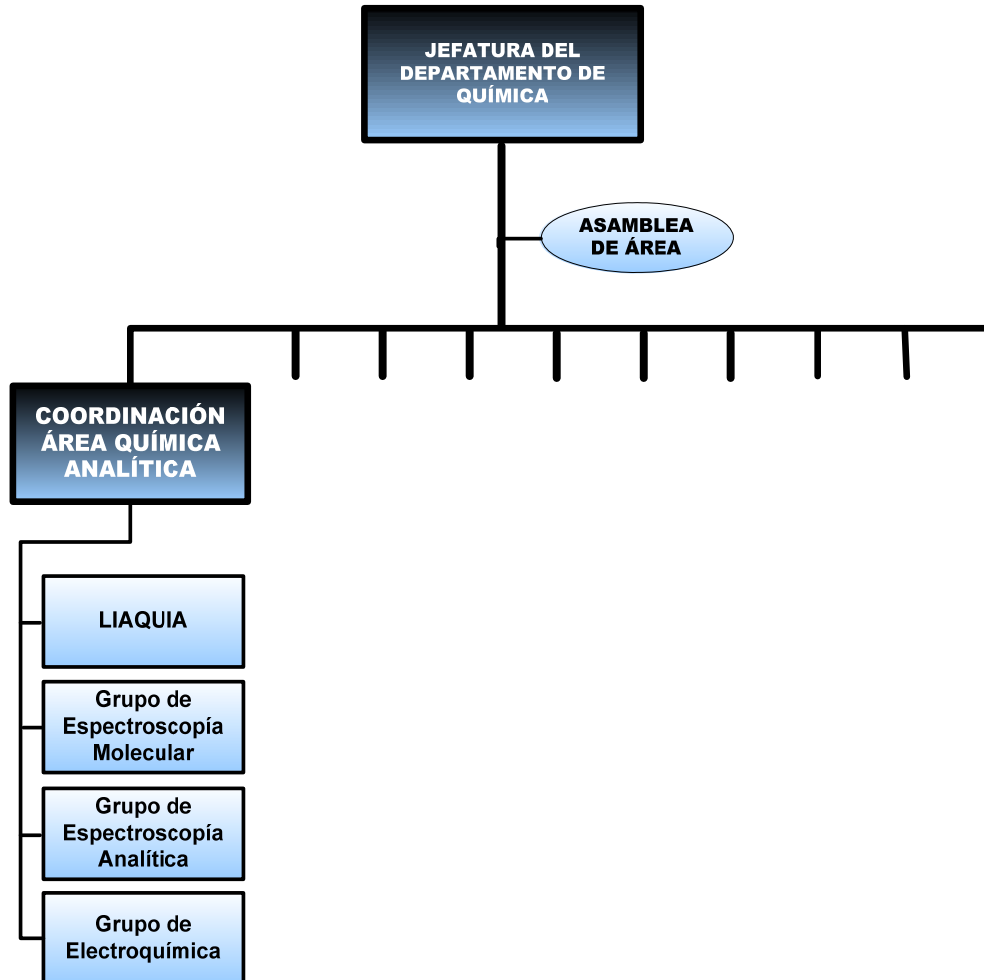 JEFATURA DEL
DEPARTAMENTO DE
QUÍMICA
ASAMBLEA
DE ÁREA
COORDINACIÓN
ÁREA QUÍMICA
ANALÍTICA
LIAQUIA
Grupo de
Espectroscopía
Molecular
Grupo de
Espectroscopía
Analítica
Grupo de
Electroquímica